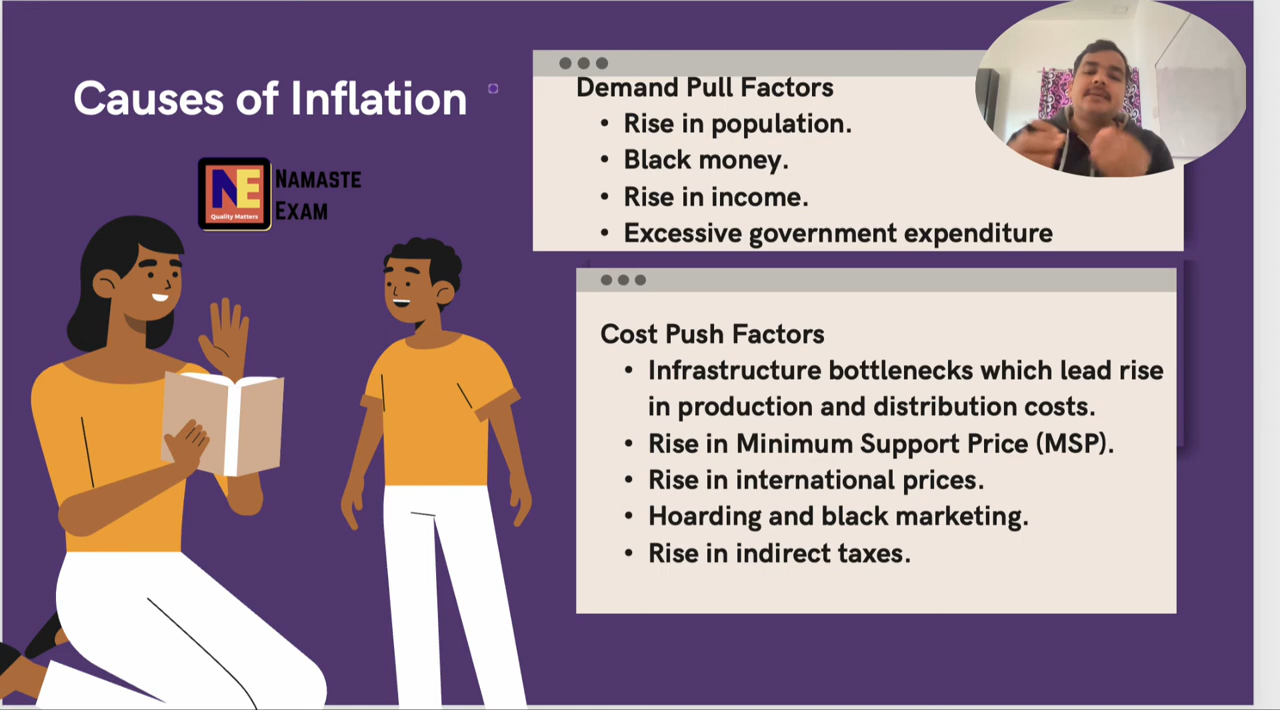 Causes of Inflation
NE
Quality Matters
NAMASTE
EXAM
Demand Pull Factors
• Rise in population.
• Black money.
• Rise in income.
• Excessive government expenditure
Cost Push Factors
• Infrastructure bottlenecks which lead rise
in production and distribution costs.
• Rise in Minimum Support Price (MSP).
• Rise in international prices.
• Hoarding and black marketing.
• Rise in indirect taxes.